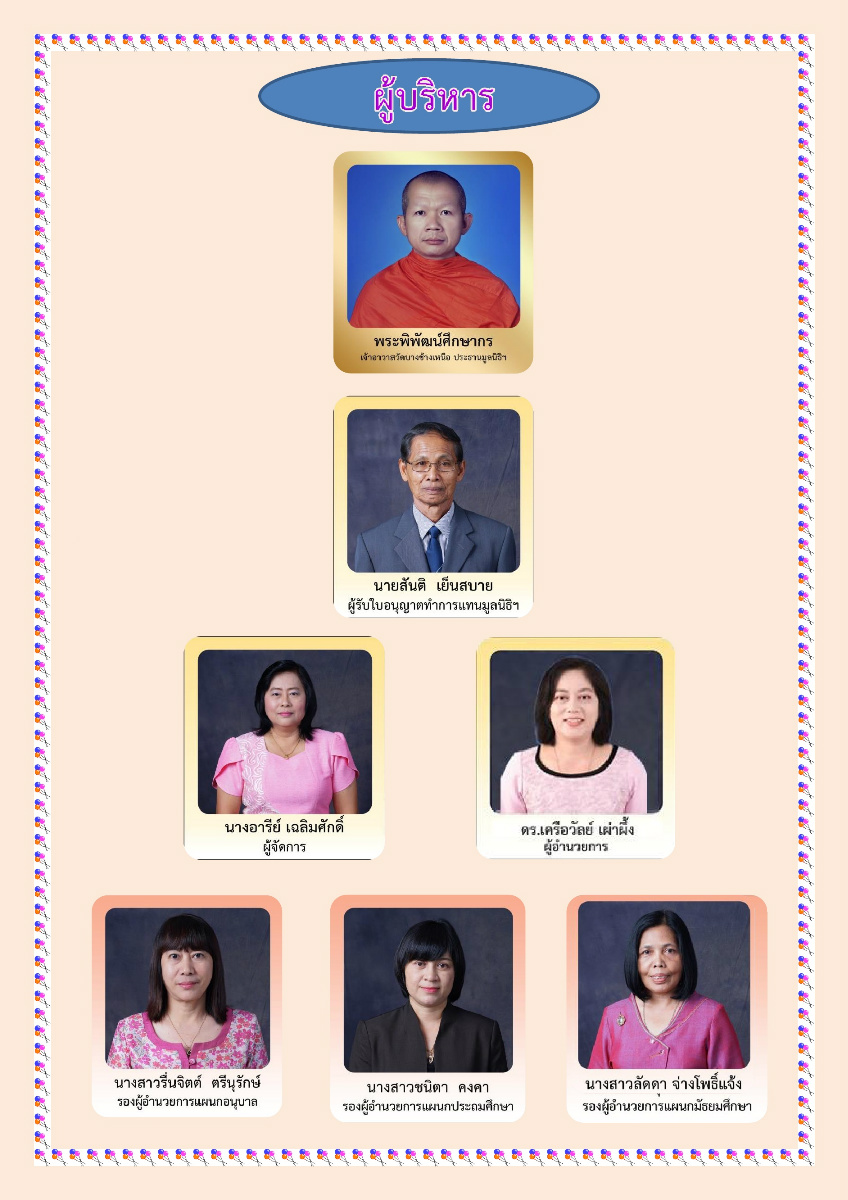 ผู้บริหาร
พระพิพัฒน์ศึกษากร
เจ้าอาวาสวัดบางช้างเหนือ ประธานมูลนิธิฯ
นายสันติ เย็นสบาย
ผู้รับใบอนุญาตทำการแทนมูลนิธิฯ
นางอารีย์ เฉลิมศักดิ์
ผู้จัดการ
ดร.เครือวัลย์ เผ่าผึ้ง
ผู้อำนวยการ
นางสาวรื่นจิตต์ ตรีนุรักษ์
รองผู้อำนวยการแผนกอนุบาล
นางสาวชนิตา คงคา
รองผู้อำนวยการแผนกประถมศึกษา
นางสาวลัดดา จ่างโพธิ์แจ้ง
รองผู้อำนวยการแผนกมัธยมศึกษา